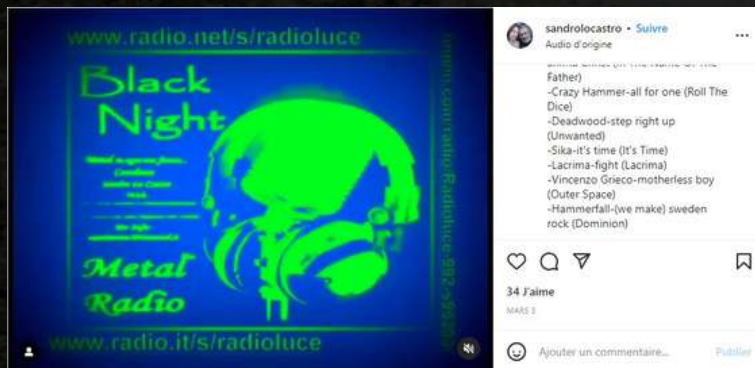 www.radio.net/s/radioluce
Black
Night
Metal
Radio
www.radio.it/s/radioluce
sandrolocastro • Suivre
Audio d'origine
Father)
-Crazy Hammer-all for one (Roll The
Dice)
-Deadwood-step right up
(Unwanted)
-Sika-it's time (It's Time)
-Lacrima-fight (Lacrima)
-Vincenzo Grieco-motherless boy
(Outer Space)
-Hammerfall-(we make) sweden
rock (Dominion)
34 J'aime
Ajouter un commentaire...
Publier